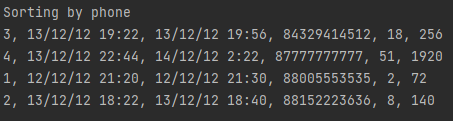 Sorting by phone
3, 13/12/12 19:22, 13/12/12 19:56, 84329414512, 18, 256
4, 13/12/12 22:44, 14/12/12 2:22, 87777777777, 51, 1920
1, 12/12/12 21:20, 12/12/12 21:30, 88005553535, 2, 72
2, 13/12/12 18:22, 13/12/12 18:40, 88152223636, 8, 140